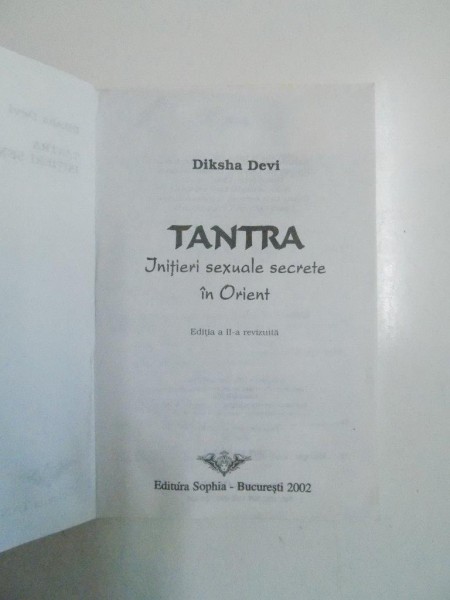 Diksha Devi
TANTRA
Inițieri sexuale secrete
în Orient
Ediția a II-a revizuită
Editura Sophia - București 2002